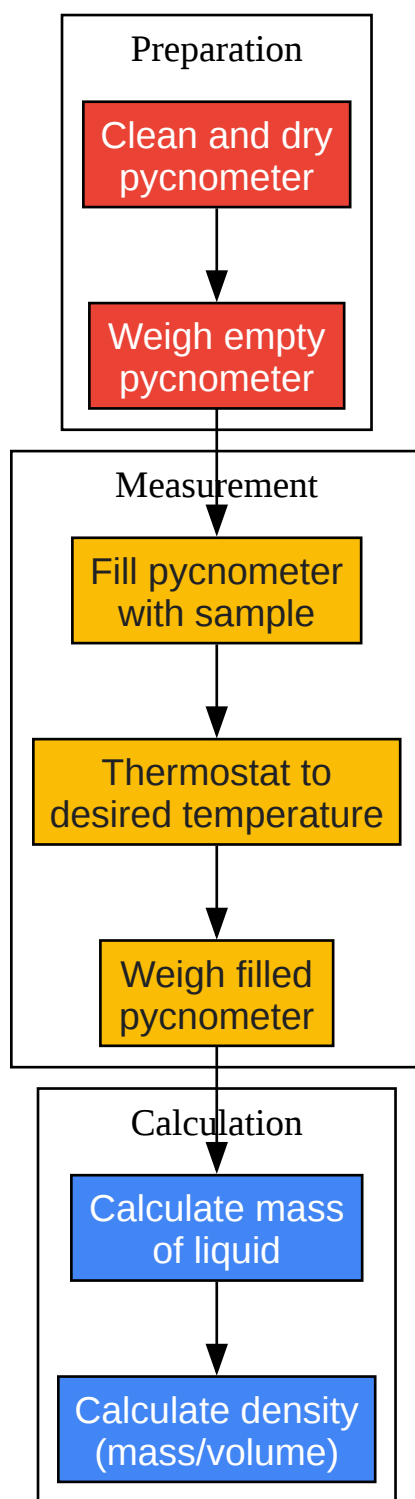 Preparation
Clean and dry
pycnometer
Weigh empty
pycnometer
Measurement
Fill pycnometer
with sample
Thermostat to
desired temperature
Weigh filled
pycnometer
Calculation
Calculate mass
of liquid
Calculate density
(mass/volume)